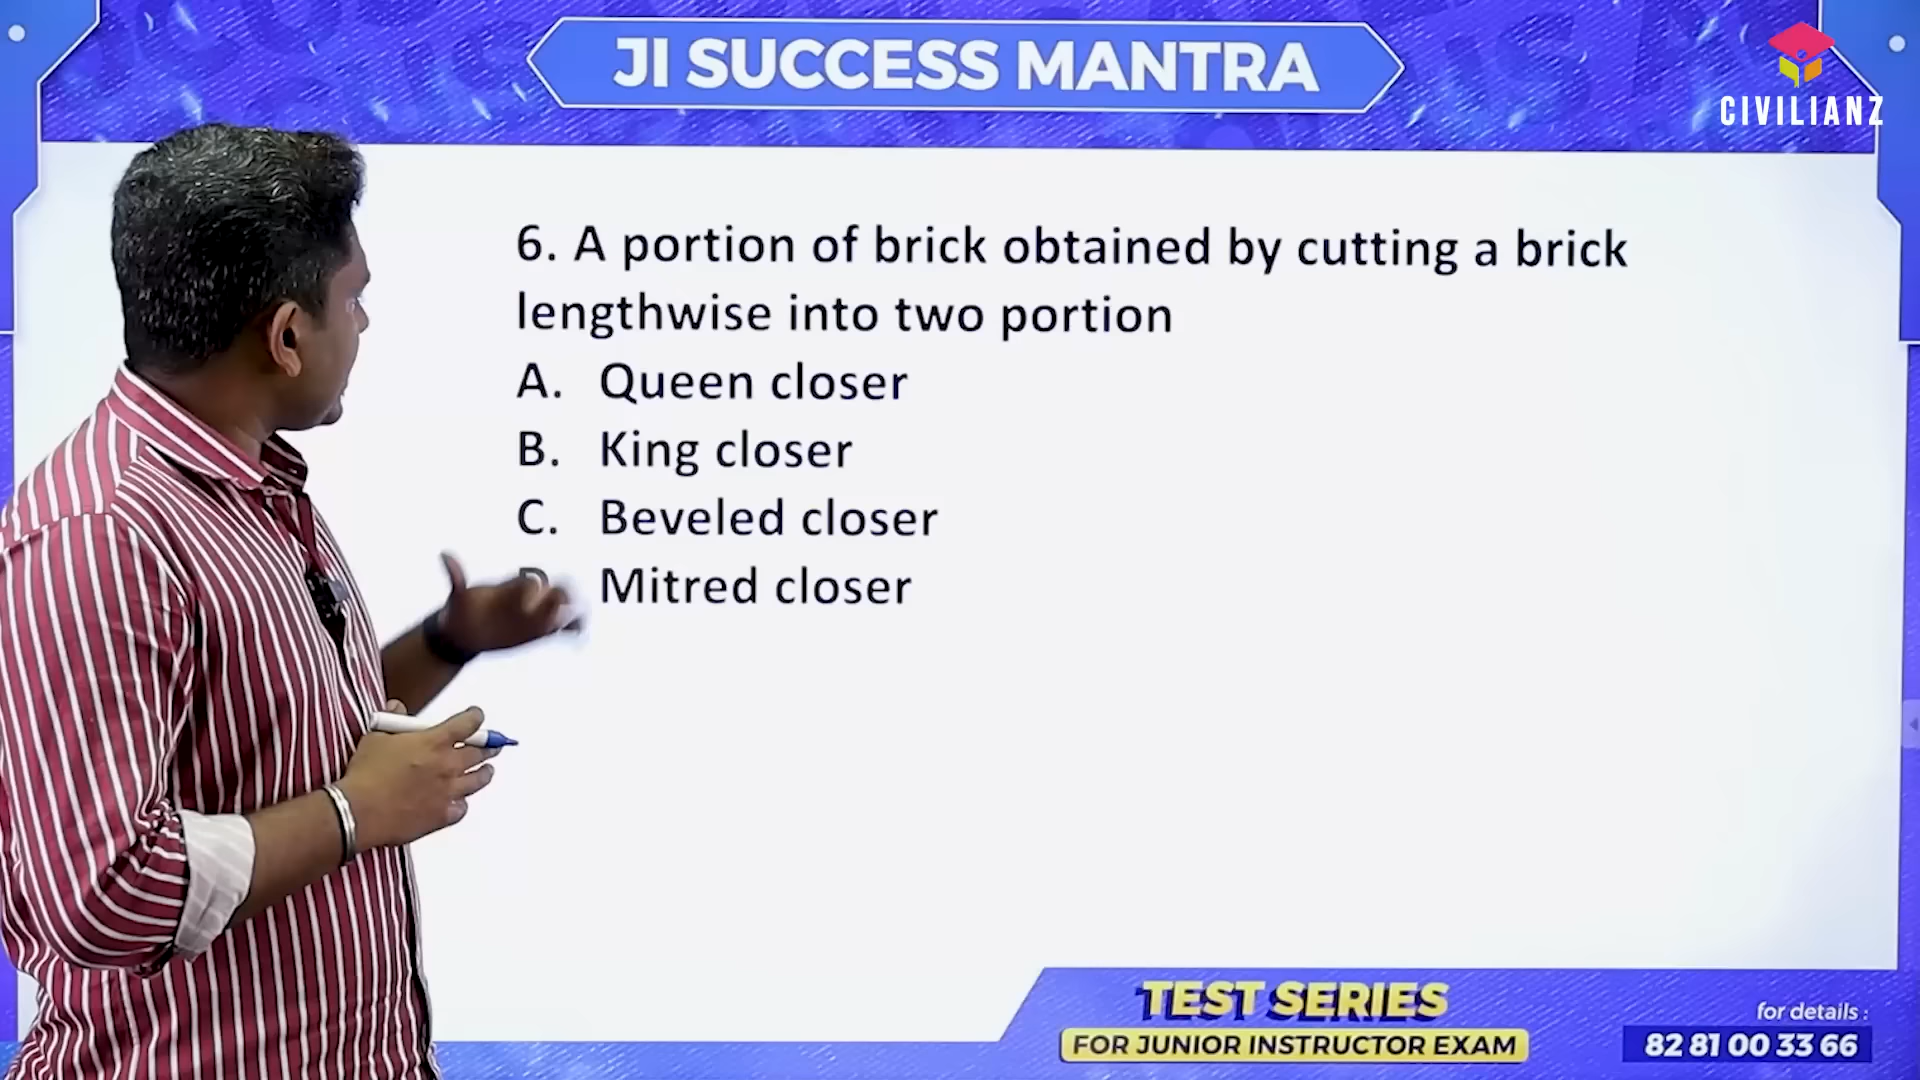 JI SUCCESS MANTRA
CIVILIANZ
6. A portion of brick obtained by cutting a brick
lengthwise into two portion
A. Queen closer
B. King closer
C. Beveled closer
D. Mitred closer
TEST SERIES
FOR JUNIOR INSTRUCTOR EXAM
for details :
82 81 00 33 66